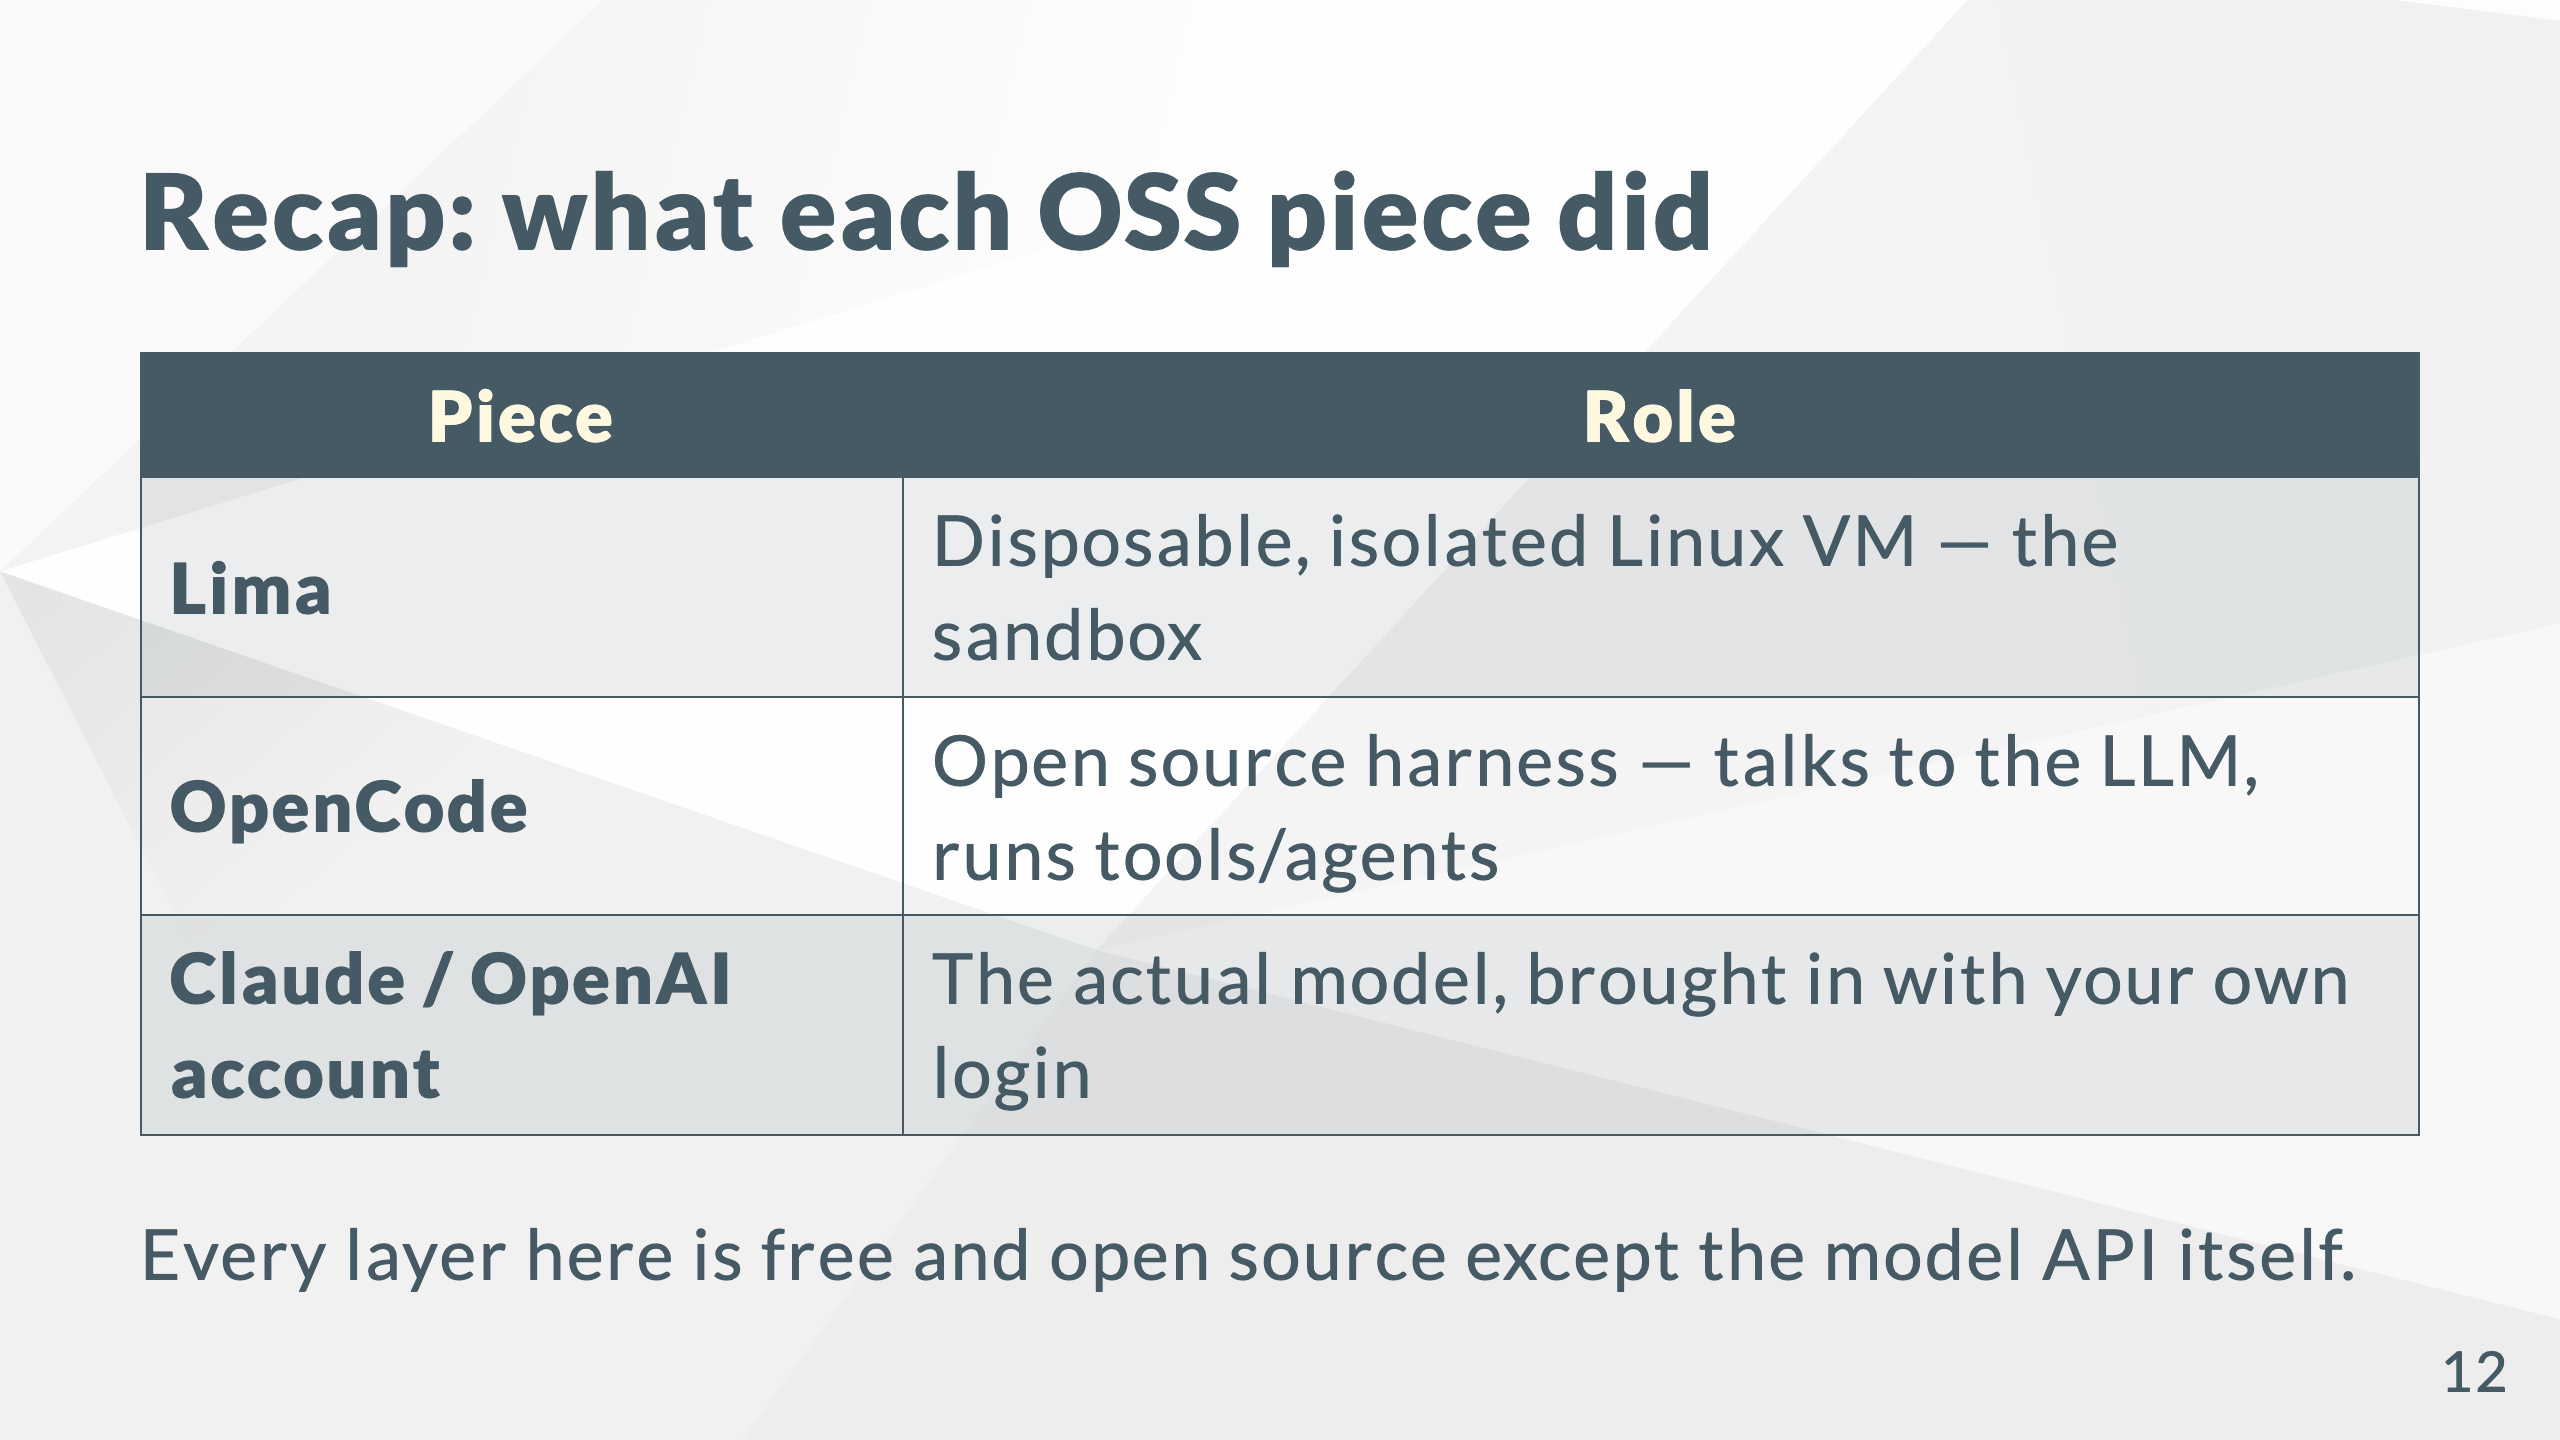 Recap: what each OSS piece did
Piece
Role
Lima
Disposable, isolated Linux VM — the
sandbox
OpenCode
Open source harness — talks to the LLM,
runs tools/agents
Claude / OpenAI
account
The actual model, brought in with your own
login
Every layer here is free and open source except the model API itself.
12